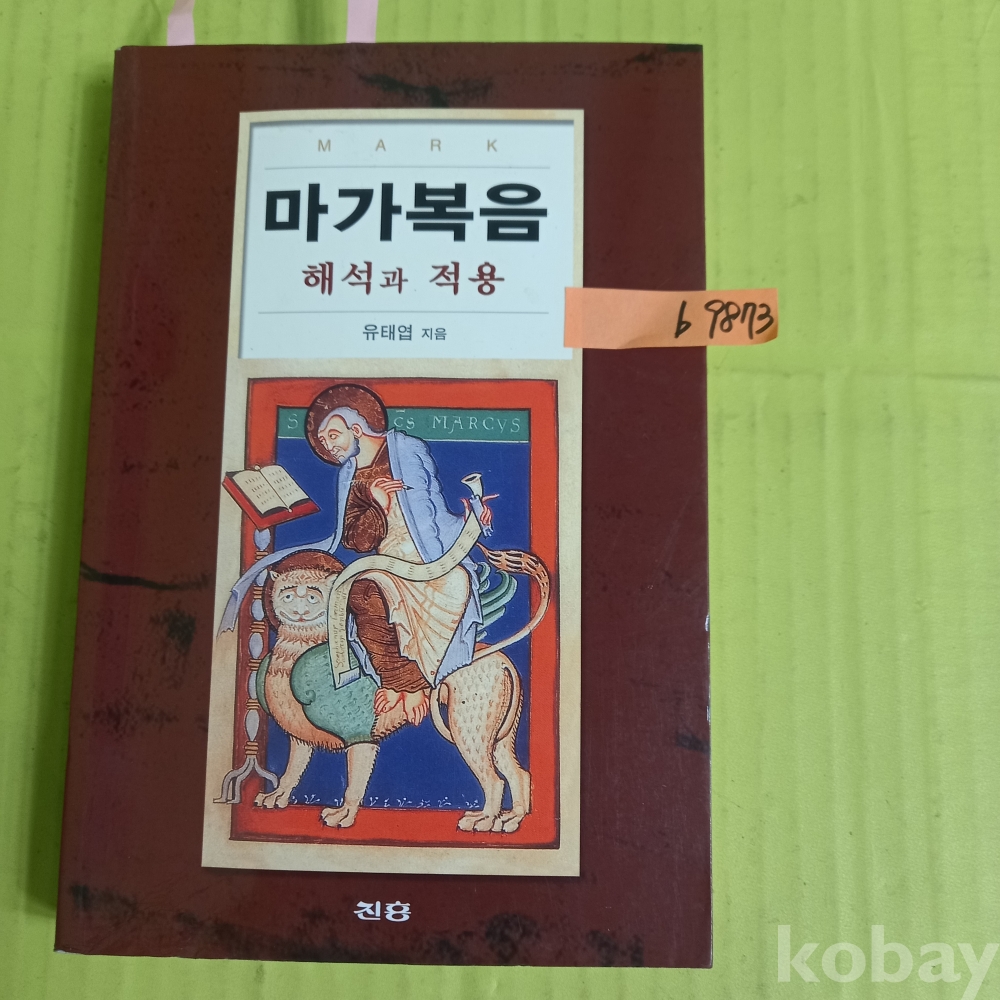 MARK
마가복음
해석과 적용
유태엽 지음
b 9873
S CS MARCVS
진흥
kobay